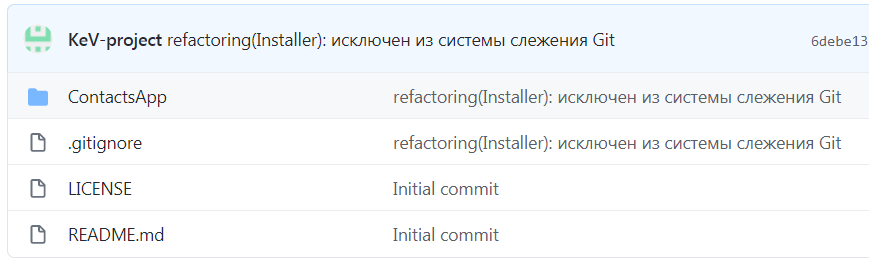 KeV-project refactoring(Installer): исключен из системы слежения Git 6debe13
ContactsApp refactoring(Installer): исключен из системы слежения Git
.gitignore refactoring(Installer): исключен из системы слежения Git
LICENSE Initial commit
README.md Initial commit